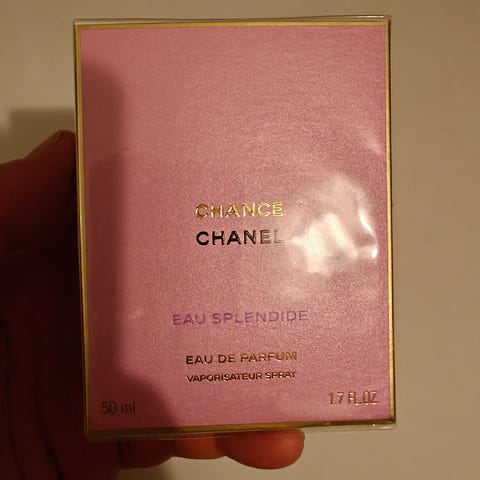 CHANCE
CHANEL
EAU SPLENDIDE
EAU DE PARFUM
VAPORISATEUR SPRAY
50 ml
1.7 FL.OZ.